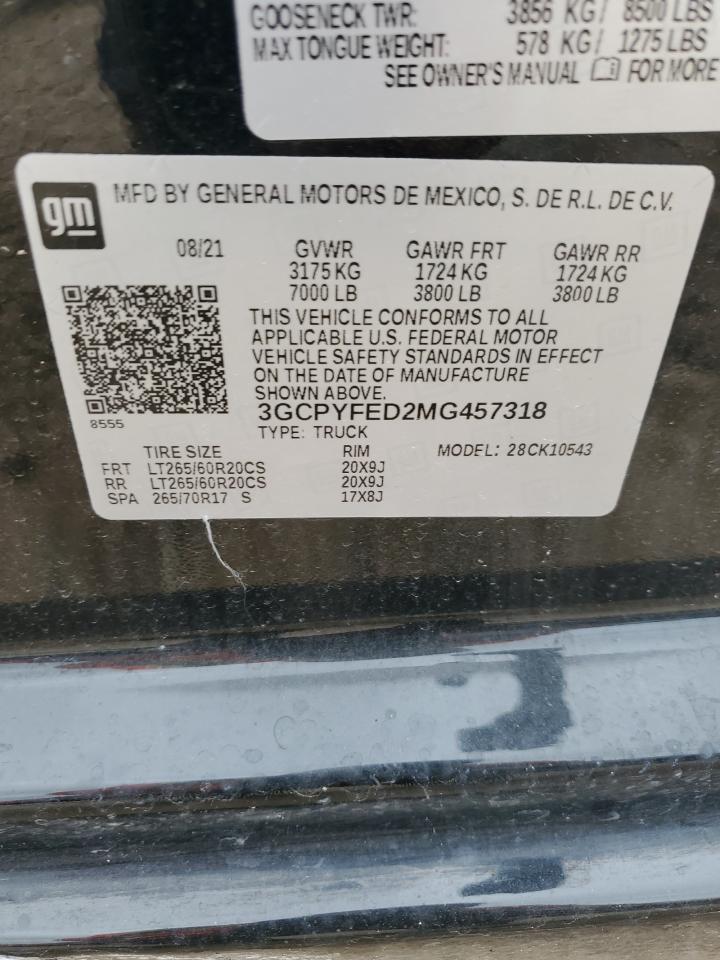 GOOSENECK TWR: 3856 KG/ 8500 LBS
MAX TONGUE WEIGHT: 578 KG/ 1275 LBS
SEE OWNER'S MANUAL FOR MORE
gm
MFD BY GENERAL MOTORS DE MEXICO, S. DE R.L. DE C.V.
08/21 GVWR GAWR FRT GAWR RR
3175 KG 1724 KG 1724 KG
7000 LB 3800 LB 3800 LB
THIS VEHICLE CONFORMS TO ALL
APPLICABLE U.S. FEDERAL MOTOR
VEHICLE SAFETY STANDARDS IN EFFECT
ON THE DATE OF MANUFACTURE
SHOWN ABOVE.
3GCPYFED2MG457318
8555
TYPE: TRUCK
TIRE SIZE RIM MODEL: 28CK10543
FRT LT265/60R20CS 20X9J
RR LT265/60R20CS 20X9J
SPA 265/70R17 S 17X8J